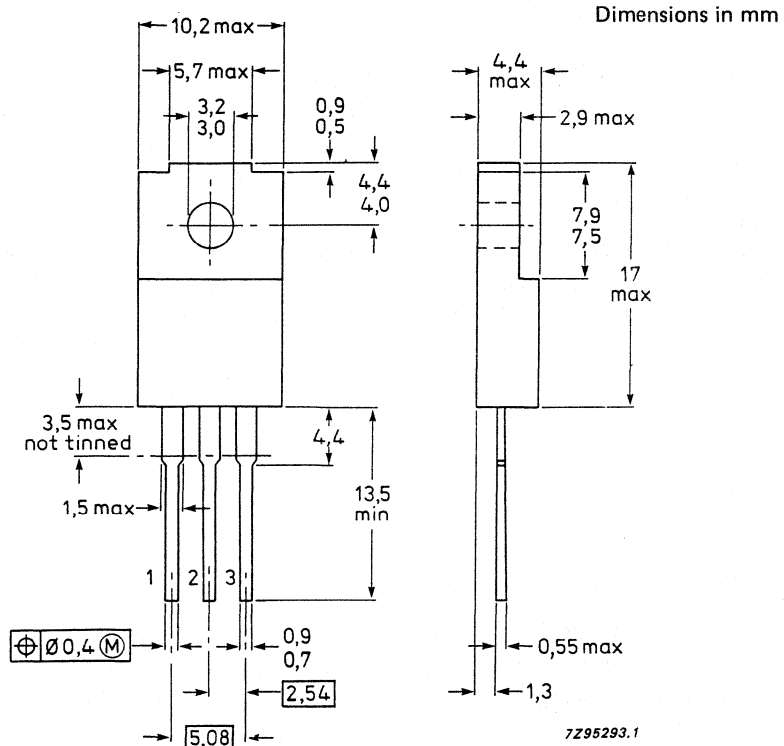 Dimensions in mm
10,2 max
5,7 max
3,2
3,0
0,9
0,5
4,4
4,0
4,4
max
2,9 max
7,9
7,5
17
max
3,5 max
not tinned
4,4
1,5 max
13,5
min
1 2 3
Ø 0,4 Ⓜ
0,9
0,7
2,54
5,08
0,55 max
1,3
7Z95293.1